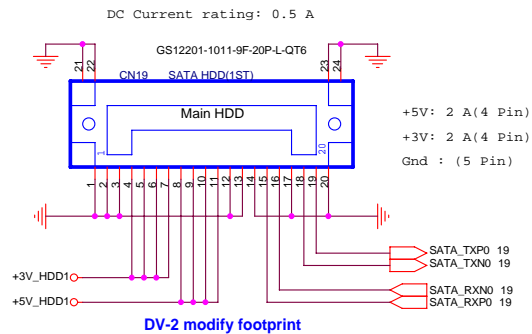 DC Current rating: 0.5 A
GS12201-1011-9F-20P-L-QT6
21
22
23
24
CN19 SATA HDD(1ST)
Main HDD
1
20
+5V: 2 A(4 Pin)
+3V: 2 A(4 Pin)
Gnd : (5 Pin)
1
2
3
4
5
6
7
8
9
10
11
12
13
14
15
16
17
18
19
20
SATA_TXP0 19
SATA_TXN0 19
+3V_HDD1
SATA_RXN0 19
+5V_HDD1
SATA_RXP0 19
DV-2 modify footprint